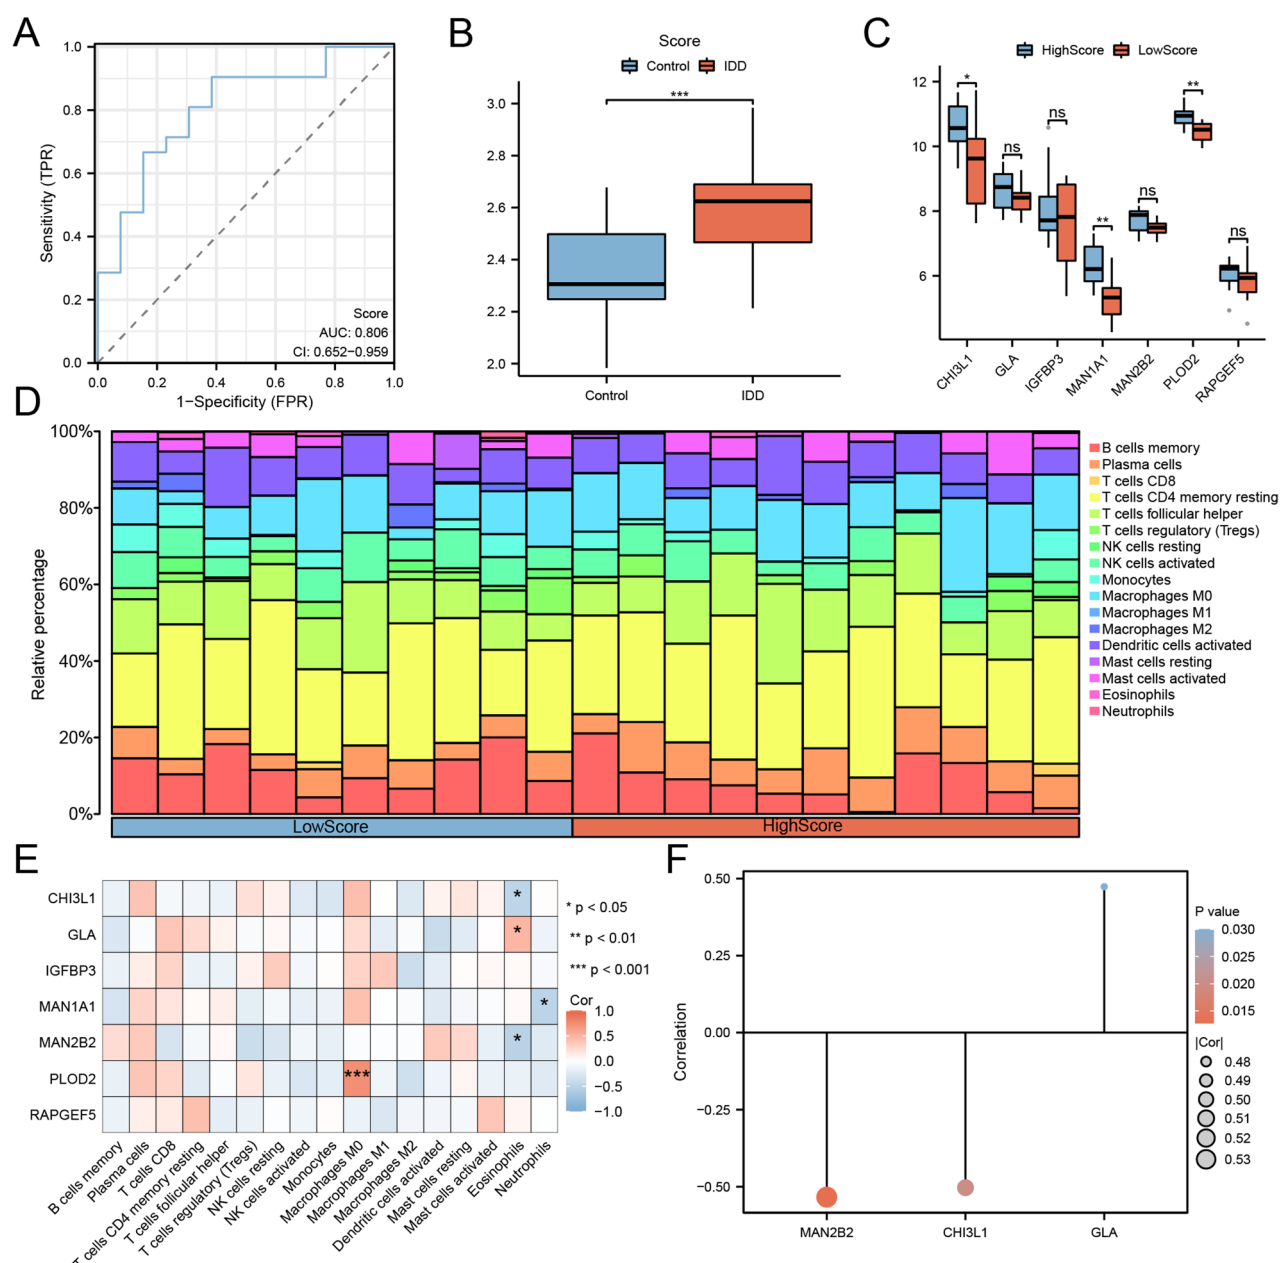 A
1.0
0.8
0.6
0.4
0.2
0.0
Sensitivity (TPR)
Score
AUC: 0.806
CI: 0.652−0.959
0.0 0.2 0.4 0.6 0.8 1.0
1−Specificity (FPR)
B
Score
Control IDD
***
3.0
2.8
2.6
2.4
2.2
2.0
Control IDD
C
HighScore LowScore
12
10
8
6
* ns ns ** ns ** ns
CHI3L1 GLA IGFBP3 MAN1A1 MAN2B2 PLOD2 RAPGEF5
D
100%
80%
60%
40%
20%
0%
Relative percentage
LowScore HighScore
B cells memory
Plasma cells
T cells CD8
T cells CD4 memory resting
T cells follicular helper
T cells regulatory (Tregs)
NK cells resting
NK cells activated
Monocytes
Macrophages M0
Macrophages M1
Macrophages M2
Dendritic cells activated
Mast cells resting
Mast cells activated
Eosinophils
Neutrophils
E
CHI3L1 *
GLA *
IGFBP3
MAN1A1 *
MAN2B2 *
PLOD2 ***
RAPGEF5
B cells memory
Plasma cells
T cells CD8
T cells CD4 memory resting
T cells follicular helper
T cells regulatory (Tregs)
NK cells resting
NK cells activated
Monocytes
Macrophages M0
Macrophages M1
Macrophages M2
Dendritic cells activated
Mast cells resting
Mast cells activated
Eosinophils
Neutrophils
* p < 0.05
** p < 0.01
*** p < 0.001
Cor
1.0
0.5
0.0
−0.5
−1.0
F
0.50
0.25
0.00
−0.25
−0.50
Correlation
MAN2B2 CHI3L1 GLA
P value
0.030
0.025
0.020
0.015
|Cor|
0.48
0.49
0.50
0.51
0.52
0.53